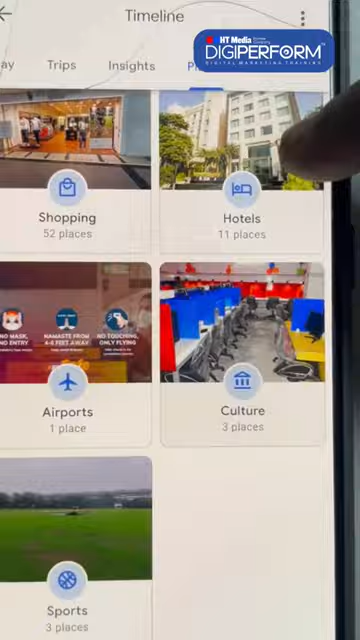 Timeline
HT Media
DIGIPERFORM
DIGITAL MARKETING TRAINING
ay
Trips
Insights
Shopping
52 places
Hotels
11 places
NO MASK,
NO ENTRY
NAMASTE FROM
4-6 FEET AWAY
NO TOUCHING,
ONLY FLYING
Airports
1 place
Culture
3 places
Sports
3 places